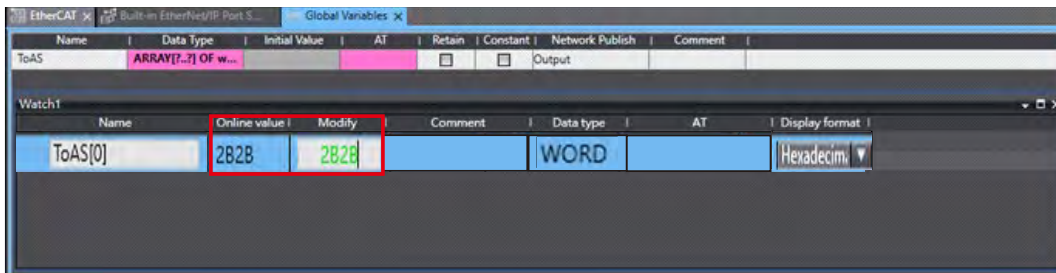 EtherCAT x Built-in EtherNet/IP Port S... Global Variables x
Name Data Type Initial Value AT Retain Constant Network Publish Comment
ToAS ARRAY[?..?] OF w... Output
Watch1
Name Online value Modify Comment Data type AT Display format
ToAS[0] 2B2B 2B2B WORD Hexadecim.